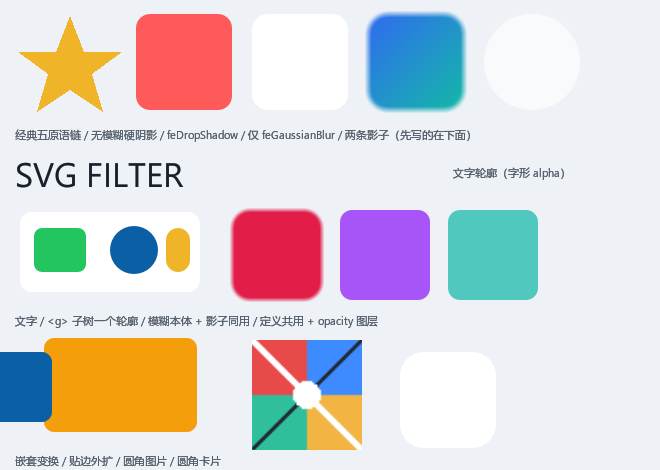 经典五原语链 / 无模糊硬阴影 / feDropShadow / 仅 feGaussianBlur / 两条影子（先写的在下面）
SVG FILTER
文字轮廓（字形 alpha）
文字 / <g> 子树一个轮廓 / 模糊本体 + 影子同用 / 定义共用 + opacity 图层
嵌套变换 / 贴边外扩 / 圆角图片 / 圆角卡片